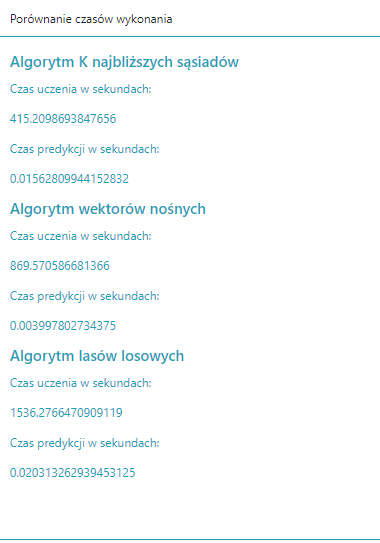 Porównanie czasów wykonania
Algorytm K najbliższych sąsiadów
Czas uczenia w sekundach:
415.2098693847656
Czas predykcji w sekundach:
0.01562809944152832
Algorytm wektorów nośnych
Czas uczenia w sekundach:
869.570586681366
Czas predykcji w sekundach:
0.003997802734375
Algorytm lasów losowych
Czas uczenia w sekundach:
1536.2766470909119
Czas predykcji w sekundach:
0.020313262939453125